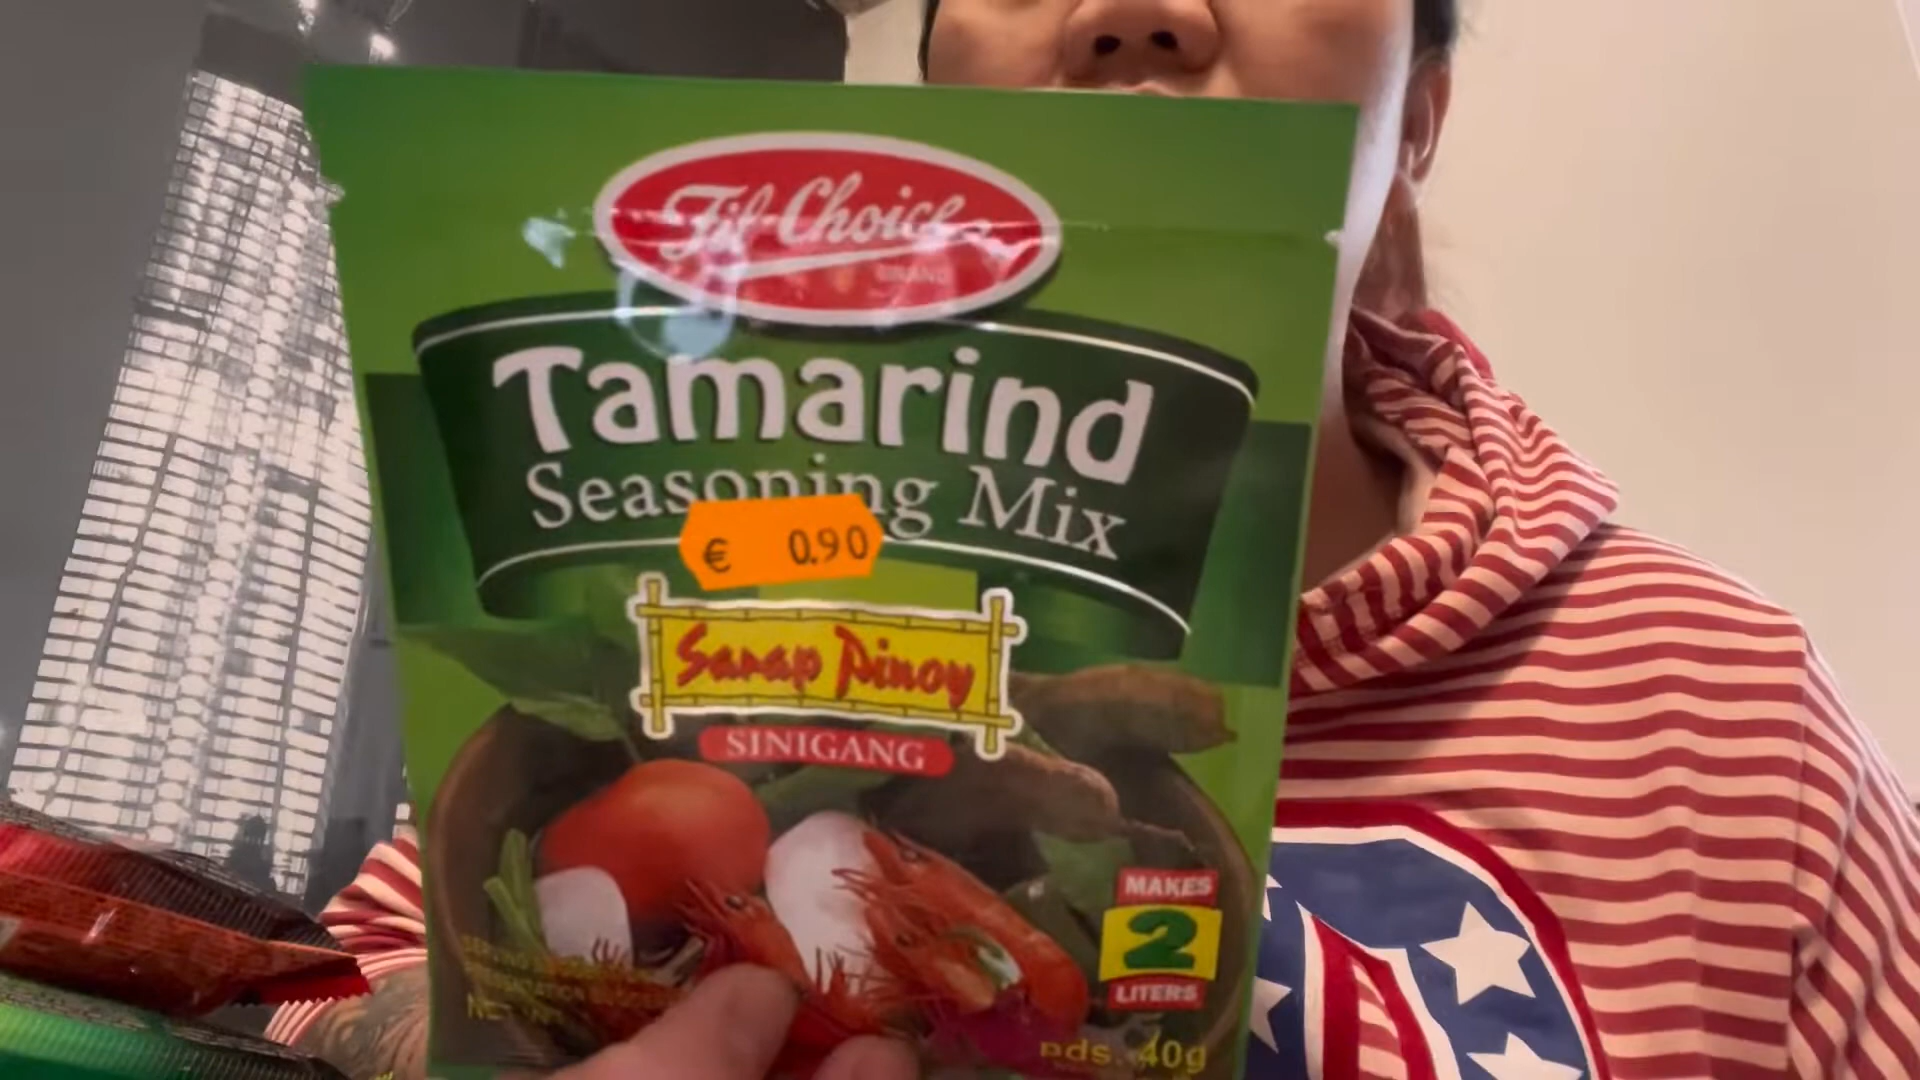 Fil-Choice
BRAND
Tamarind
Seasoning Mix
€ 0.90
Sarap Pinoy
SINIGANG
MAKES
2
LITERS
40g